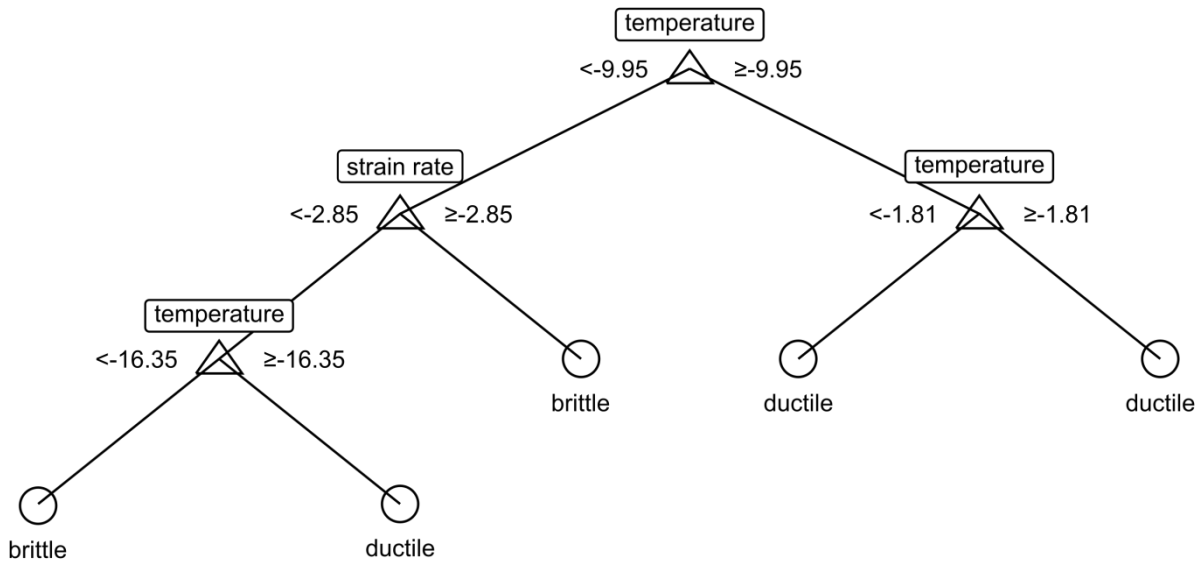 temperature
<-9.95 ≥-9.95
strain rate
temperature
<-2.85 ≥-2.85
<-1.81 ≥-1.81
temperature
<-16.35 ≥-16.35
brittle
ductile
ductile
brittle
ductile